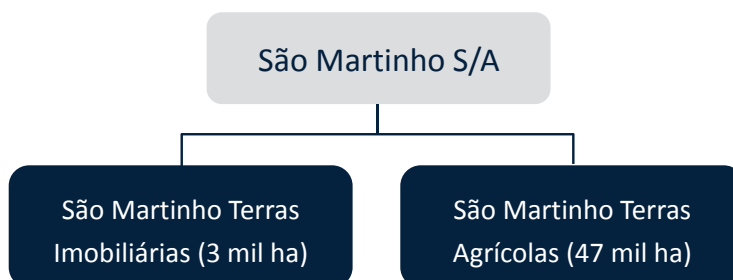 São Martinho S/A
São Martinho Terras
Imobiliárias (3 mil ha)
São Martinho Terras
Agrícolas (47 mil ha)